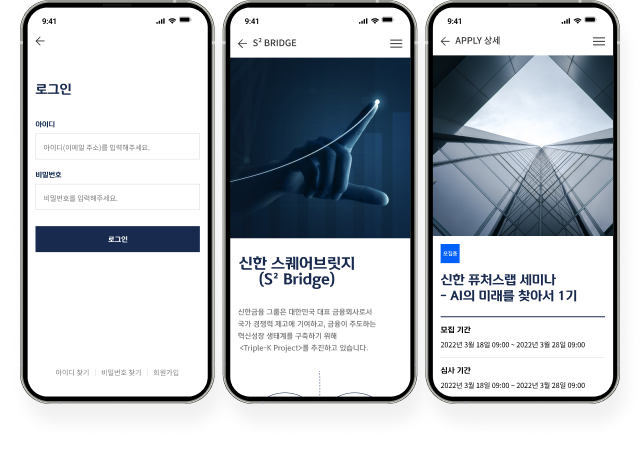 9:41
로그인
아이디
아이디(이메일 주소)를 입력해주세요.
비밀번호
비밀번호를 입력해주세요.
로그인
아이디 찾기 | 비밀번호 찾기 | 회원가입
9:41
S² BRIDGE
신한 스퀘어브릿지
(S² Bridge)
신한금융 그룹은 대한민국 대표 금융회사로서
국가 경쟁력 제고에 기여하고, 금융이 주도하는
혁신성장 생태계를 구축하기 위해
<Triple-K Project>를 추진하고 있습니다.
9:41
APPLY 상세
모집중
신한 퓨처스랩 세미나
- AI의 미래를 찾아서 1기
모집 기간
2022년 3월 18일 09:00 ~ 2022년 3월 28일 09:00
심사 기간
2022년 3월 18일 09:00 ~ 2022년 3월 28일 09:00